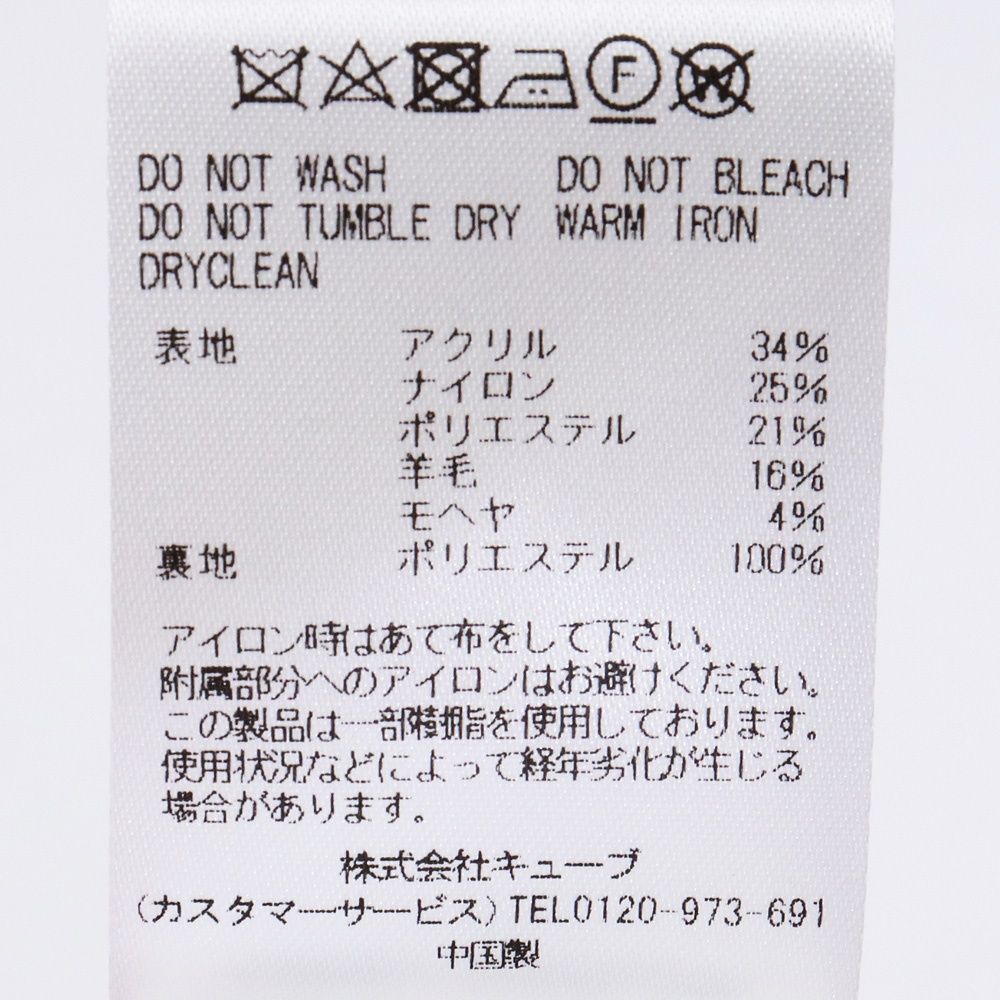 F W
DO NOT WASH DO NOT BLEACH
DO NOT TUMBLE DRY WARM IRON
DRYCLEAN
表地 アクリル 34%
ナイロン 25%
ポリエステル 21%
羊毛 16%
モヘヤ 4%
裏地 ポリエステル 100%
アイロン時はあて布をして下さい。
附属部分へのアイロンはお避けください。
この製品は一部樹脂を使用しております。
使用状況などによって経年劣化が生じる
場合があります。
株式会社キューブ
(カスタマーサービス)TEL0120-973-691
中国製